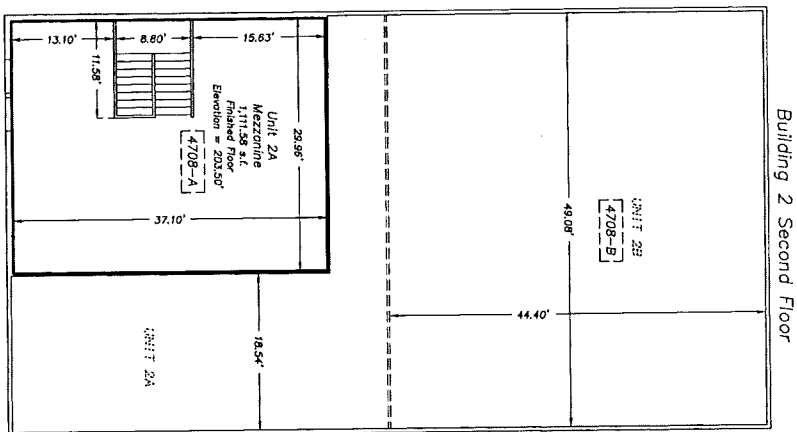 Building 2 Second Floor
13.10'
8.80'
15.63'
11.58'
29.96'
Unit 2A
Mezzanine
1,111.58 s.f.
Finished Floor
Elevation = 203.50'
4708-A
37.10'
49.08'
UNIT 2B
4708-B
44.40'
18.54'
UNIT 2A